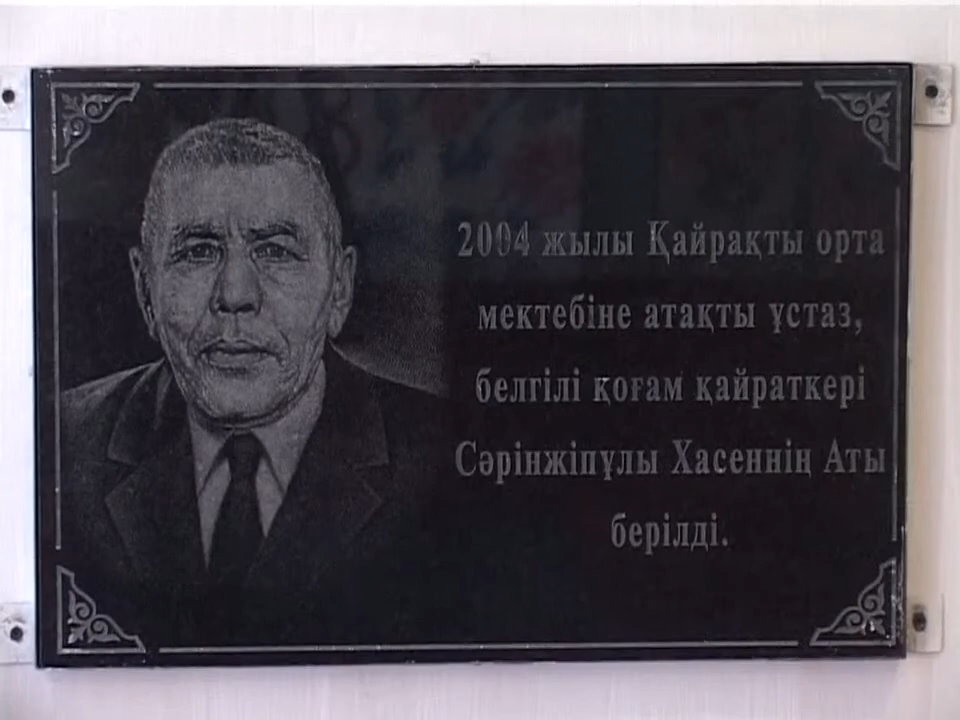 2004 жылы Қайрақты орта
мектебіне атақты ұстаз,
белгілі қоғам қайраткері
Сәрінжіпұлы Хасеннің Аты
берілді.